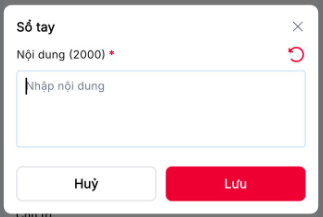 Sổ tay
Nội dung (2000) *
Nhập nội dung
Huỷ
Lưu